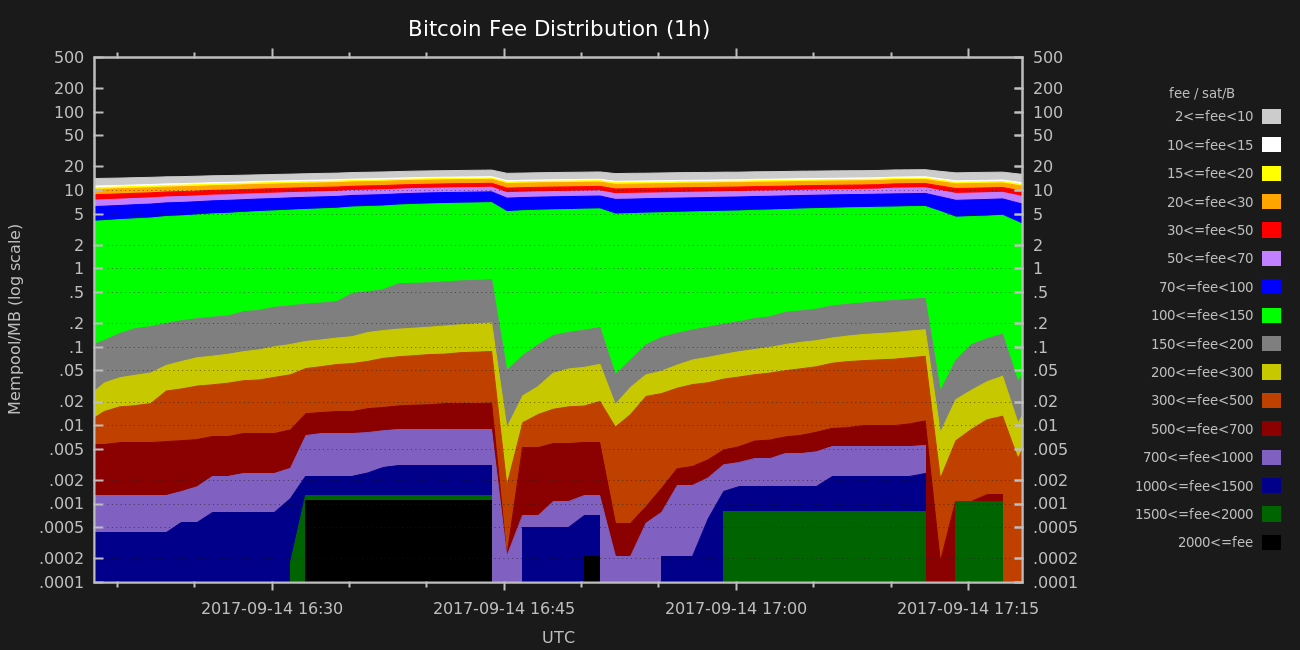 Bitcoin Fee Distribution (1h)
500
200
100
50
20
10
5
2
1
.5
.2
.1
.05
.02
.01
.005
.002
.001
.0005
.0002
.0001
Mempool/MB (log scale)
500
200
100
50
20
10
5
2
1
.5
.2
.1
.05
.02
.01
.005
.002
.001
.0005
.0002
.0001
2017-09-14 16:30 2017-09-14 16:45 2017-09-14 17:00 2017-09-14 17:15
UTC
fee / sat/B
2<=fee<10
10<=fee<15
15<=fee<20
20<=fee<30
30<=fee<50
50<=fee<70
70<=fee<100
100<=fee<150
150<=fee<200
200<=fee<300
300<=fee<500
500<=fee<700
700<=fee<1000
1000<=fee<1500
1500<=fee<2000
2000<=fee